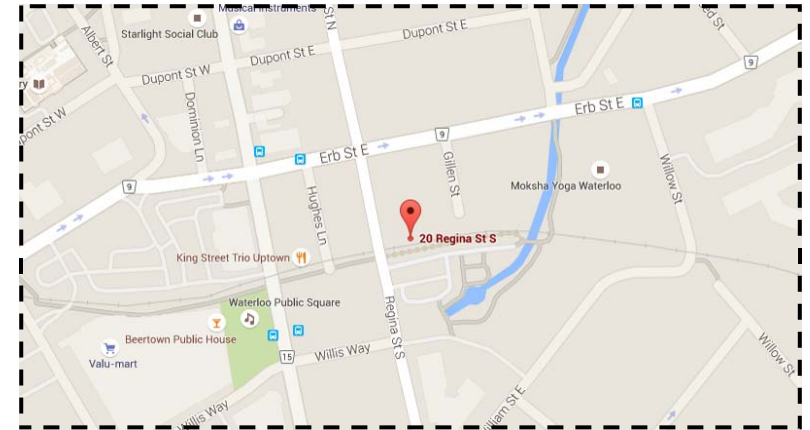 Musical Instruments
St N
Starlight Social Club
Albert St
Dupont St E
Dupont St E
9
Dupont St W
Dominion Ln
Erb St E
9
Erb St E
9
Gillen St
Hughes Ln
Moksha Yoga Waterloo
Willow St
20 Regina St S
King Street Trio Uptown
Waterloo Public Square
Regina St S
Beertown Public House
Valu-mart
15
Willis Way
Willis Way
Willow St
William St E